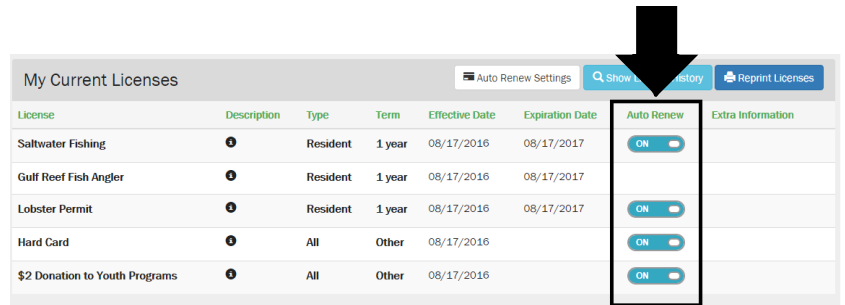 My Current Licenses Auto Renew Settings Show History Reprint Licenses
License Description Type Term Effective Date Expiration Date Auto Renew Extra Information
Saltwater Fishing Resident 1 year 08/17/2016 08/17/2017 ON
Gulf Reef Fish Angler Resident 1 year 08/17/2016 08/17/2017
Lobster Permit Resident 1 year 08/17/2016 08/17/2017 ON
Hard Card All Other 08/17/2016 ON
$2 Donation to Youth Programs All Other 08/17/2016 ON